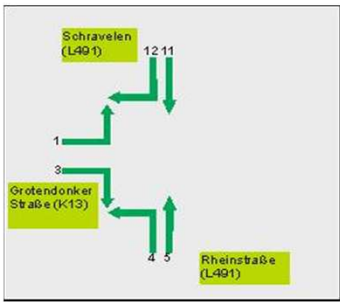 Schravelen
(L491)
12 11
1
3
Grotendonker
Straße (K13)
4 5
Rheinstraße
(L491)